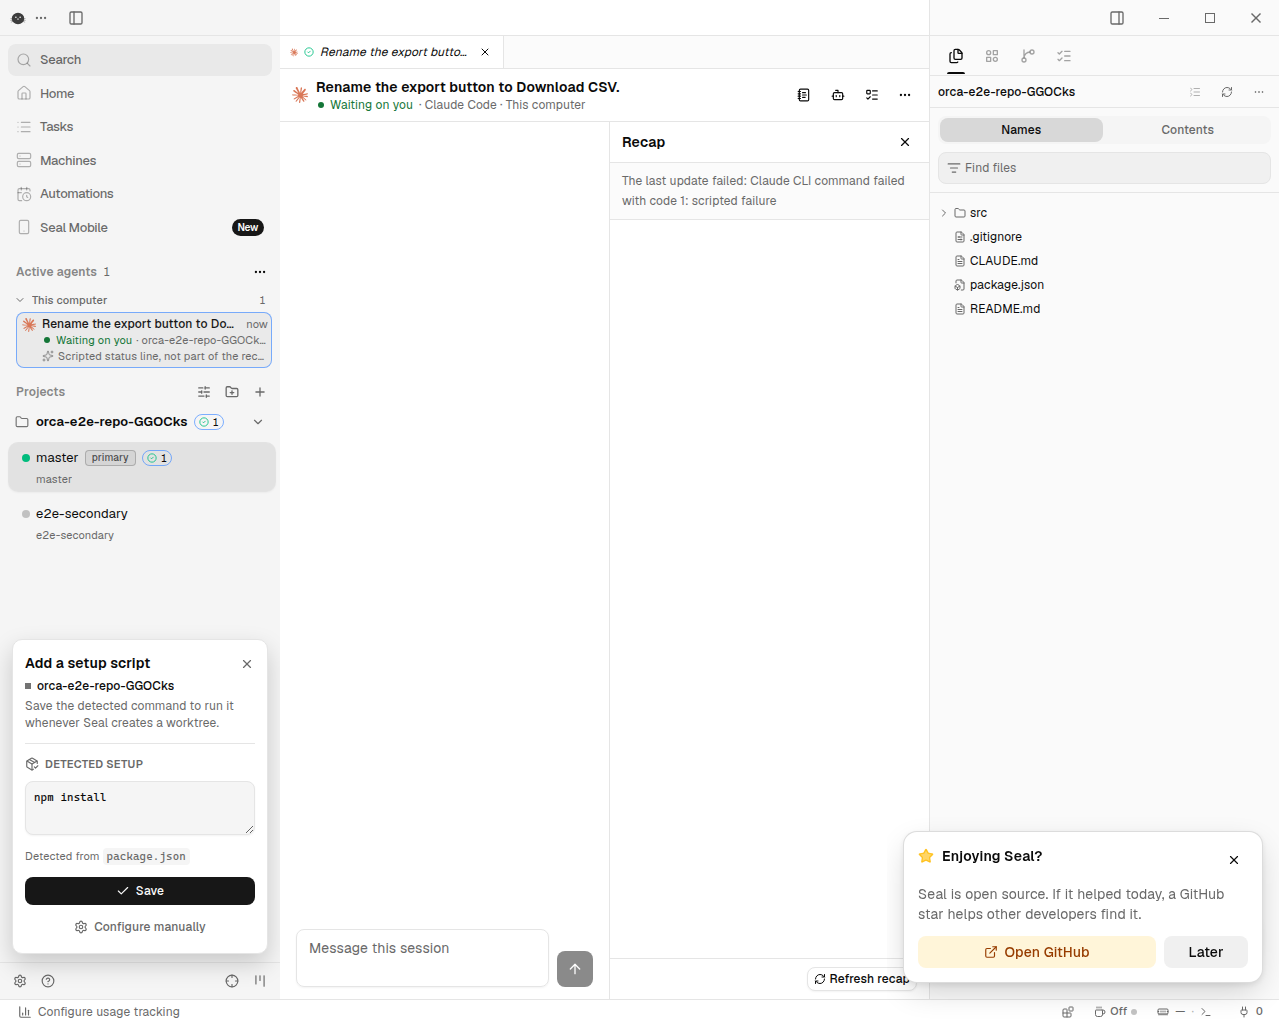 Search
Home
Tasks
Machines
Automations
Seal Mobile
New
Active agents 1
This computer 1
Rename the export button to Do... now
Waiting on you · orca-e2e-repo-GGOCk...
Scripted status line, not part of the rec...
Projects
orca-e2e-repo-GGOCks 1
master primary 1
master
e2e-secondary
e2e-secondary
Add a setup script
orca-e2e-repo-GGOCks
Save the detected command to run it
whenever Seal creates a worktree.
DETECTED SETUP
npm install
Detected from package.json
Save
Configure manually
Configure usage tracking
Rename the export butto...
Rename the export button to Download CSV.
Waiting on you · Claude Code · This computer
Recap
The last update failed: Claude CLI command failed
with code 1: scripted failure
Message this session
Refresh recap
orca-e2e-repo-GGOCks
Names
Contents
Find files
src
.gitignore
CLAUDE.md
package.json
README.md
Enjoying Seal?
Seal is open source. If it helped today, a GitHub
star helps other developers find it.
Open GitHub
Later
Off
— ·
0